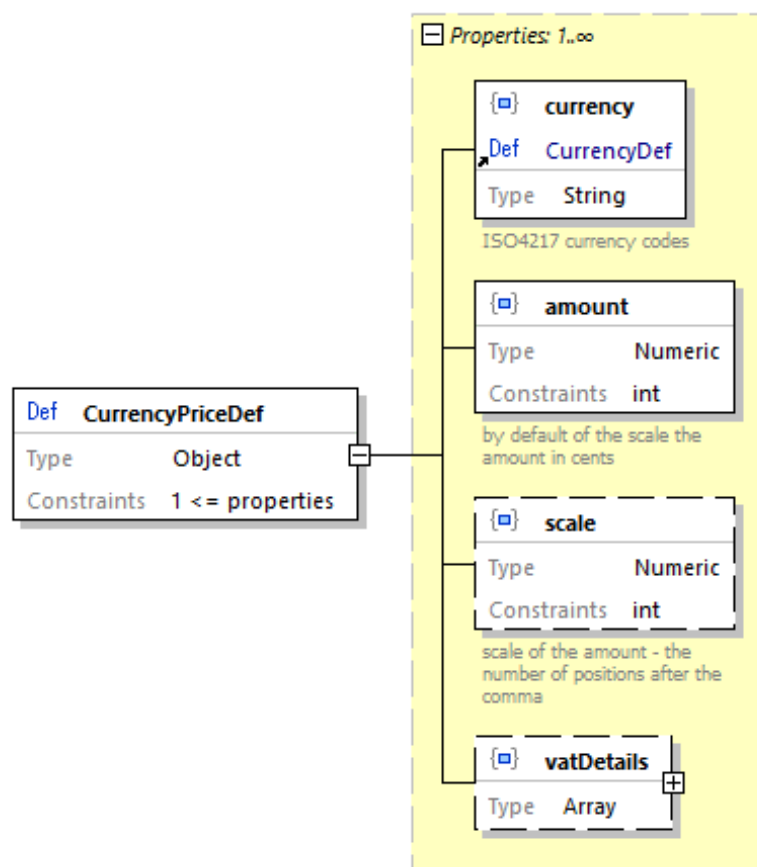 Properties: 1..∞
currency
Def CurrencyDef
Type String
ISO4217 currency codes
amount
Type Numeric
Constraints int
by default of the scale the
amount in cents
Def CurrencyPriceDef
Type Object
Constraints 1 <= properties
scale
Type Numeric
Constraints int
scale of the amount - the
number of positions after the
comma
vatDetails
Type Array